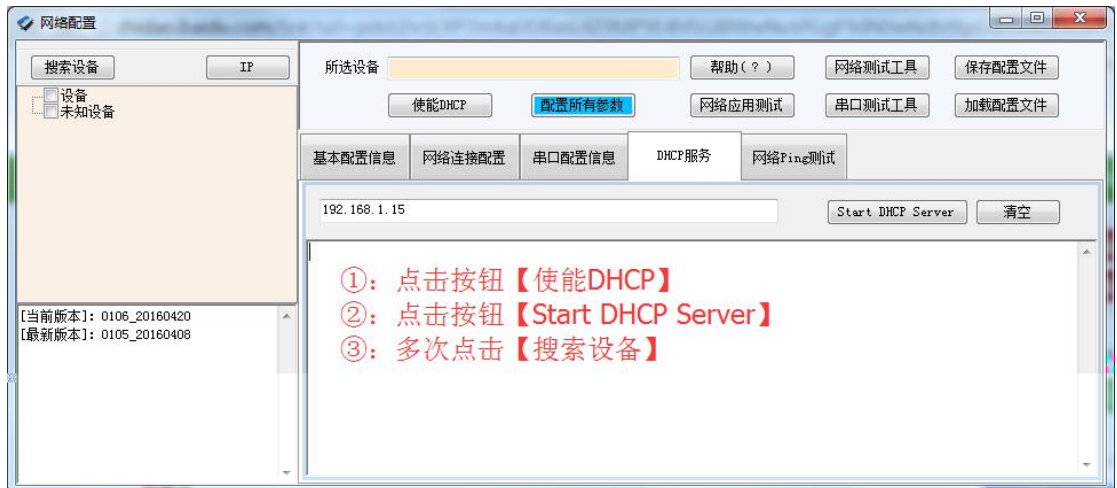 网络配置
搜索设备
IP
设备
未知设备
[当前版本]: 0106_20160420
[最新版本]: 0105_20160408
所选设备
帮助(?)
网络测试工具
保存配置文件
使能DHCP
配置所有参数
网络应用测试
串口测试工具
加载配置文件
基本配置信息
网络连接配置
串口配置信息
DHCP服务
网络Ping测试
192.168.1.15
Start DHCP Server
清空
①：点击按钮【使能DHCP】
②：点击按钮【Start DHCP Server】
③：多次点击【搜索设备】